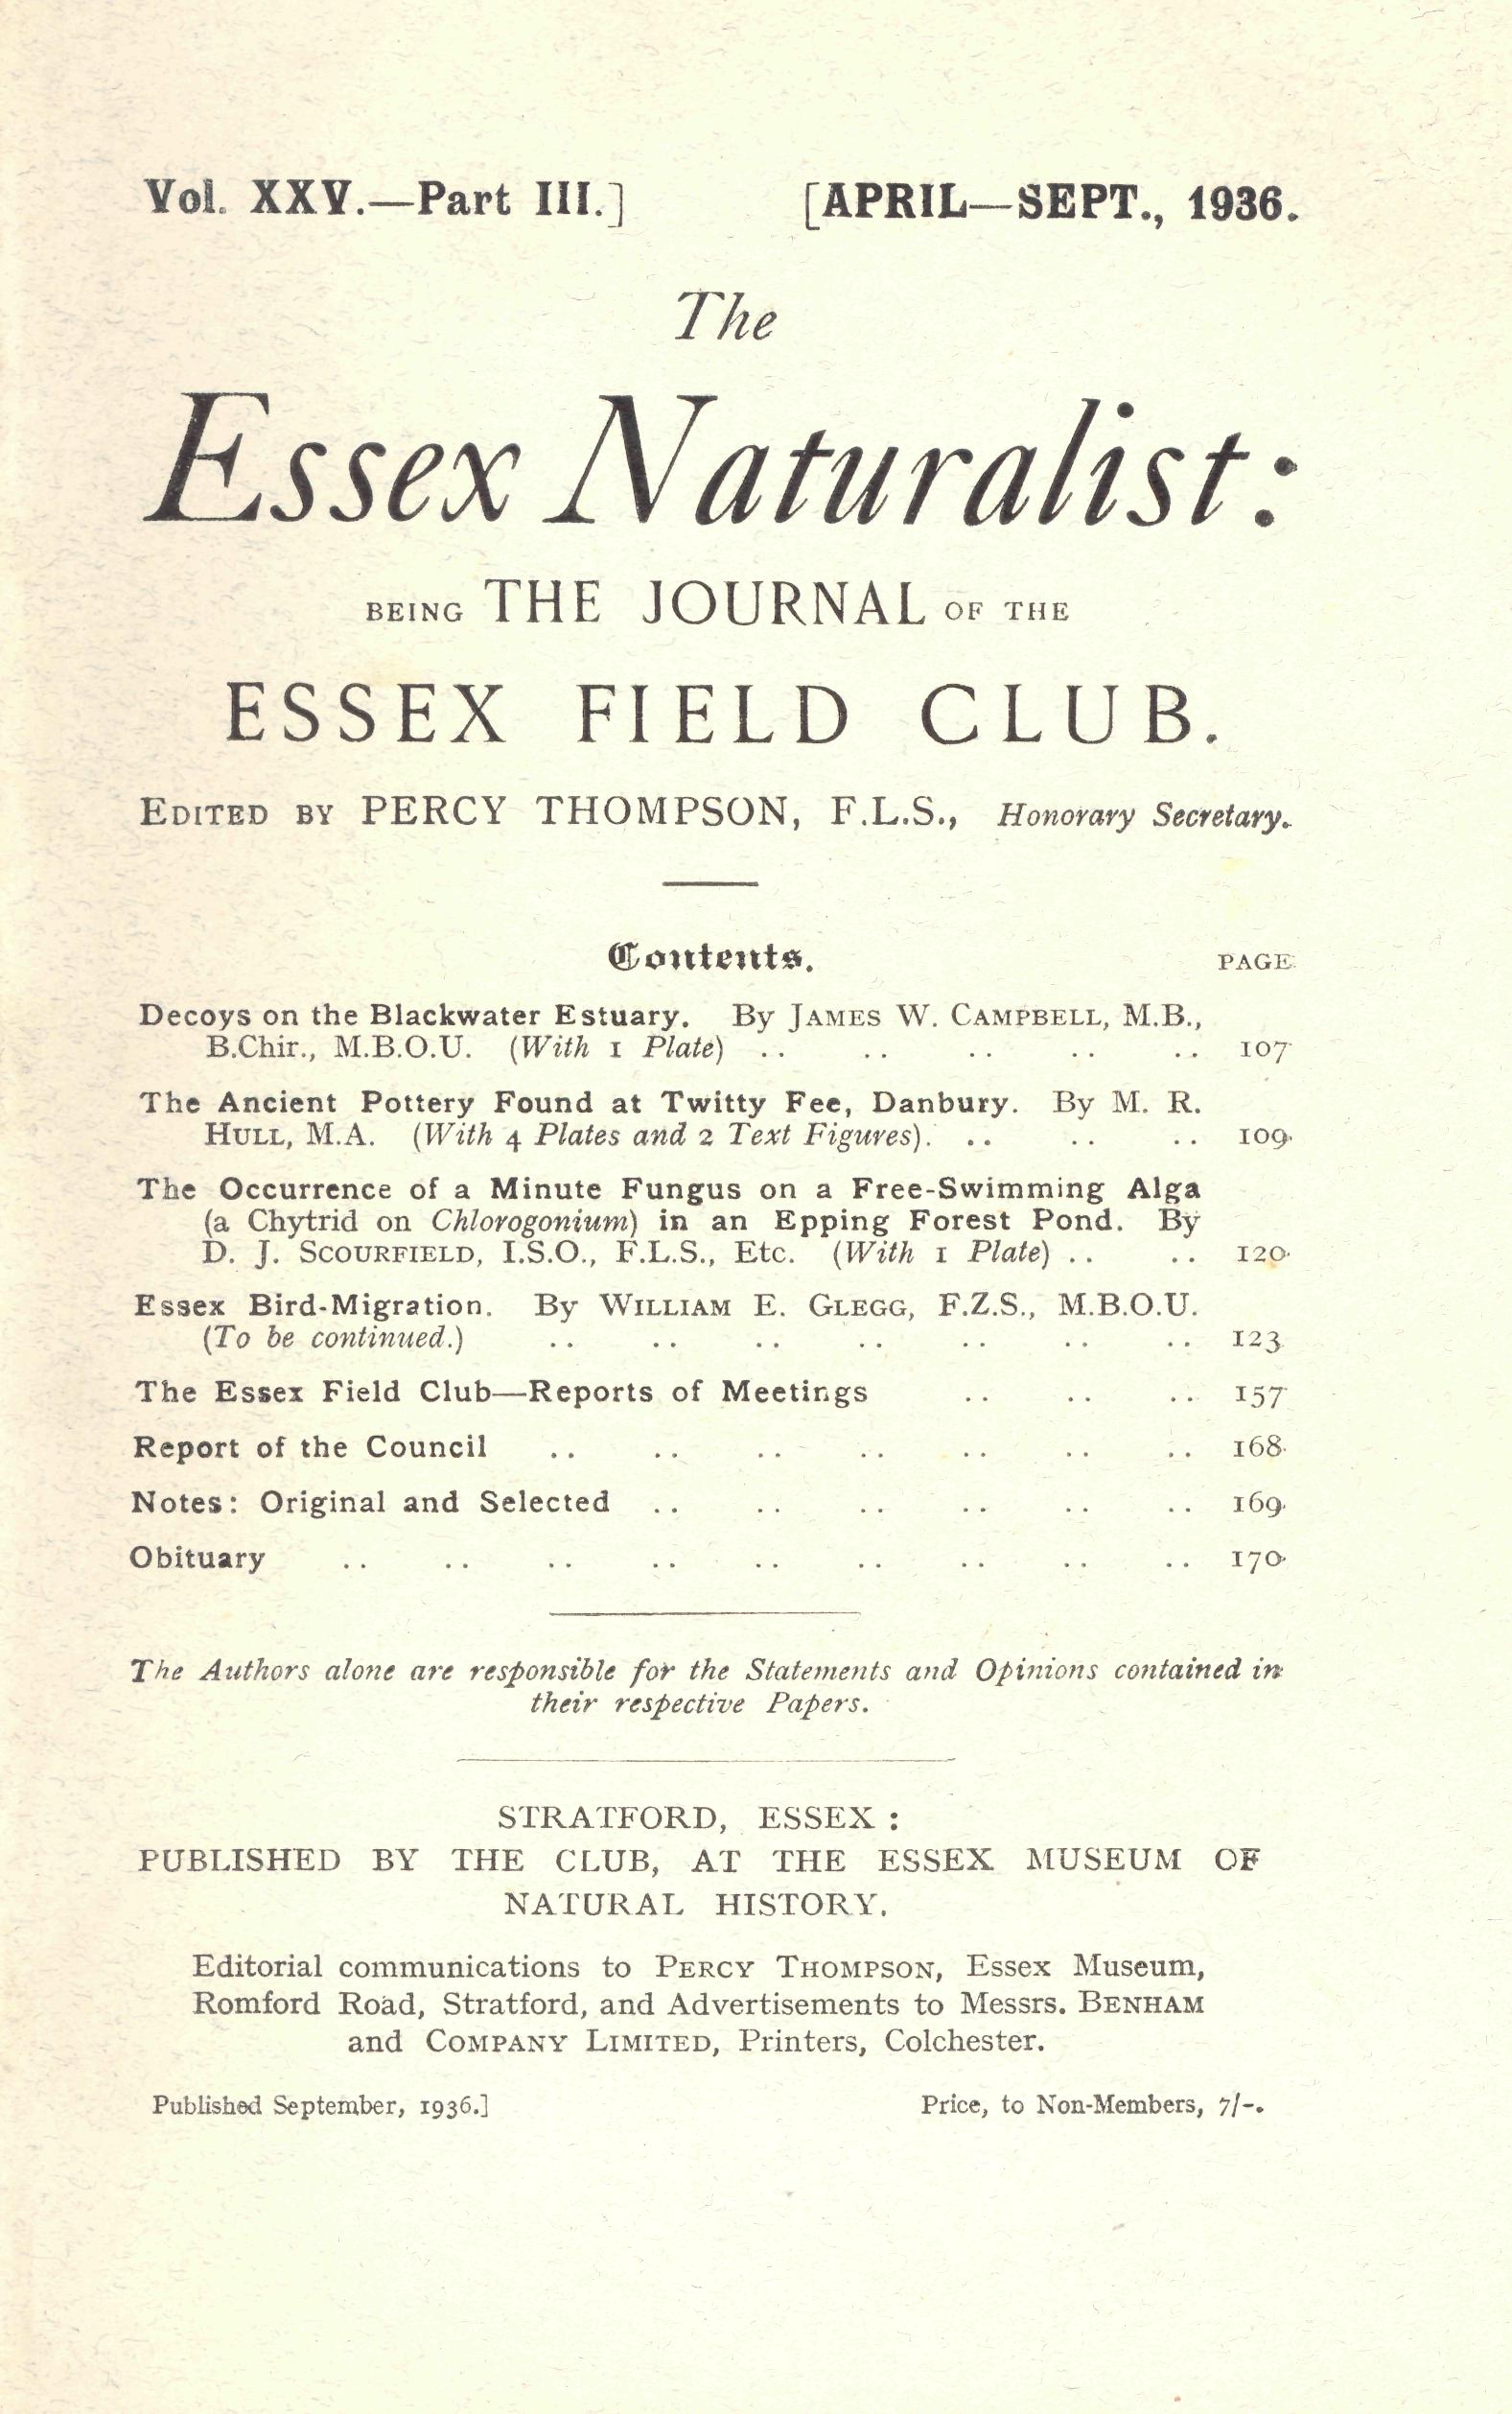 Vol. XXV.—Part III.] [APRIL—SEPT., 1936.
The
Essex Naturalist:
BEING THE JOURNAL OF THE
ESSEX FIELD CLUB.
EDITED BY PERCY THOMPSON, F.L.S., Honorary Secretary.
Contents.
PAGE
Decoys on the Blackwater Estuary. By JAMES W. CAMPBELL, M.B.,
B.Chir., M.B.O.U. (With 1 Plate) .. .. .. .. .. 107
The Ancient Pottery Found at Twitty Fee, Danbury. By M. R.
HULL, M.A. (With 4 Plates and 2 Text Figures). .. .. .. 109
The Occurrence of a Minute Fungus on a Free-Swimming Alga
(a Chytrid on Chlorogonium) in an Epping Forest Pond. By
D. J. SCOURFIELD, I.S.O., F.L.S., Etc. (With 1 Plate) .. .. 120
Essex Bird-Migration. By WILLIAM E. GLEGG, F.Z.S., M.B.O.U.
(To be continued.) .. .. .. .. .. .. .. 123
The Essex Field Club—Reports of Meetings .. .. .. 157
Report of the Council .. .. .. .. .. .. .. 168
Notes: Original and Selected .. .. .. .. .. .. 169
Obituary .. .. .. .. .. .. .. .. .. 170
The Authors alone are responsible for the Statements and Opinions contained in
their respective Papers.
STRATFORD, ESSEX :
PUBLISHED BY THE CLUB, AT THE ESSEX MUSEUM OF
NATURAL HISTORY.
Editorial communications to PERCY THOMPSON, Essex Museum,
Romford Road, Stratford, and Advertisements to Messrs. BENHAM
and COMPANY LIMITED, Printers, Colchester.
Published September, 1936.] Price, to Non-Members, 7/-.